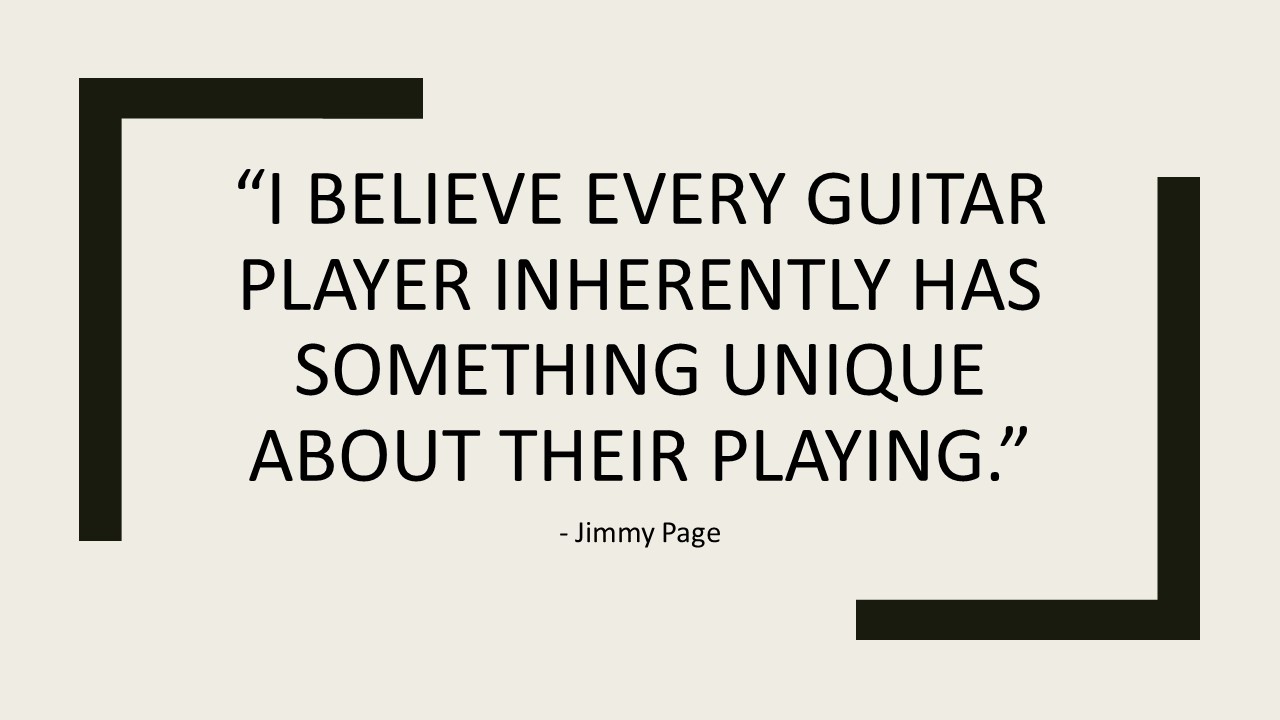 “I BELIEVE EVERY GUITAR
PLAYER INHERENTLY HAS
SOMETHING UNIQUE
ABOUT THEIR PLAYING.”
- Jimmy Page